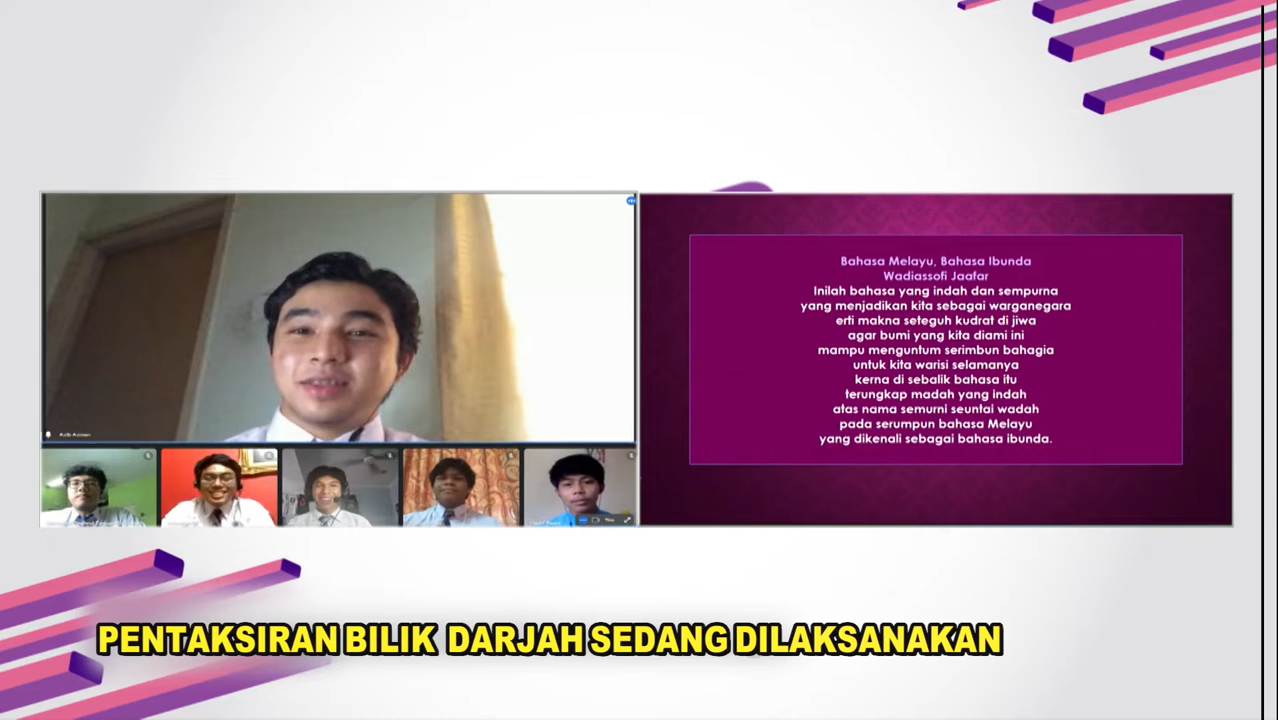 Bahasa Melayu, Bahasa Ibunda
Wadiassofi Jaafar
Inilah bahasa yang indah dan sempurna
yang menjadikan kita sebagai warganegara
erti makna seteguh kudrat di jiwa
agar bumi yang kita diami ini
mampu menguntum serimbun bahagia
untuk kita warisi selamanya
kerna di sebalik bahasa itu
terungkap madah yang indah
atas nama semurni seuntai wadah
pada serumpun bahasa Melayu
yang dikenali sebagai bahasa ibunda.
PENTAKSIRAN BILIK DARJAH SEDANG DILAKSANAKAN